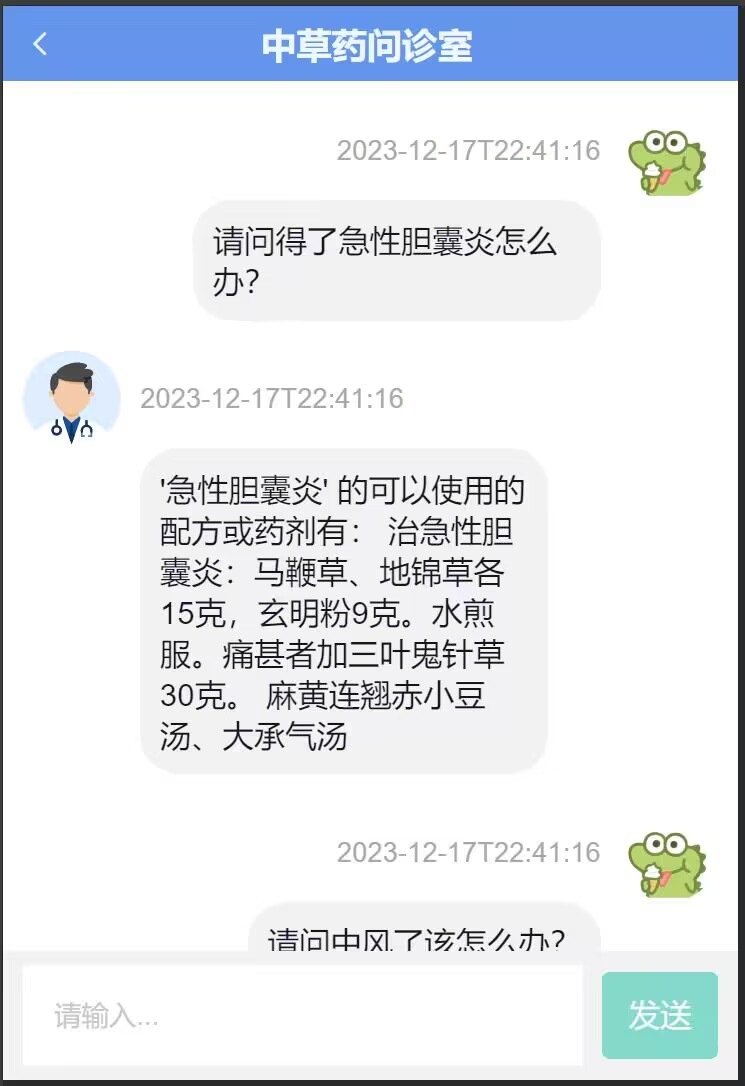 中草药问诊室
2023-12-17T22:41:16
请问得了急性胆囊炎怎么
办?
2023-12-17T22:41:16
'急性胆囊炎' 的可以使用的
配方或药剂有： 治急性胆
囊炎：马鞭草、地锦草各
15克，玄明粉9克。水煎
服。痛甚者加三叶鬼针草
30克。 麻黄连翘赤小豆
汤、大承气汤
2023-12-17T22:41:16
请问中风了该怎么办?
请输入...
发送